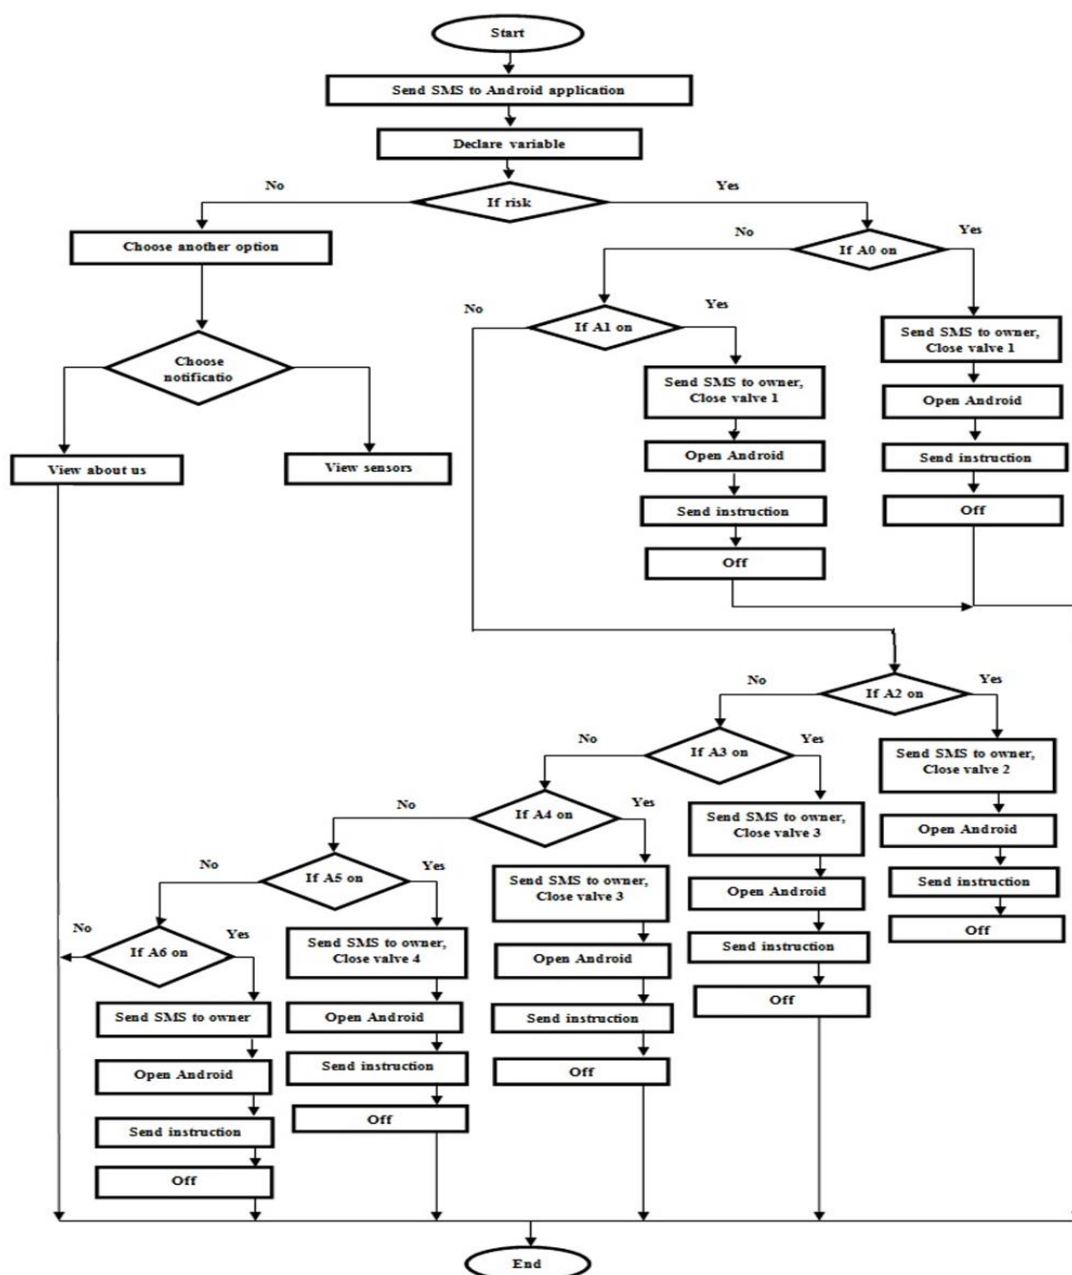 Start
Send SMS to Android application
Declare variable
No
Yes
If risk
Choose another option
No
Yes
If A0 on
No
Yes
If A1 on
Send SMS to owner,
Close valve 1
Choose
notificatio
Send SMS to owner,
Close valve 1
Open Android
View about us
View sensors
Open Android
Send instruction
Send instruction
Off
Off
No
Yes
If A2 on
No
Yes
If A3 on
Send SMS to owner,
Close valve 2
No
Yes
If A4 on
Send SMS to owner,
Close valve 3
Open Android
No
Yes
If A5 on
Send SMS to owner,
Close valve 3
Open Android
Send instruction
No
Yes
If A6 on
Send SMS to owner,
Close valve 4
Open Android
Send instruction
Off
Send SMS to owner
Open Android
Send instruction
Off
Open Android
Send instruction
Off
Send instruction
Off
Off
End